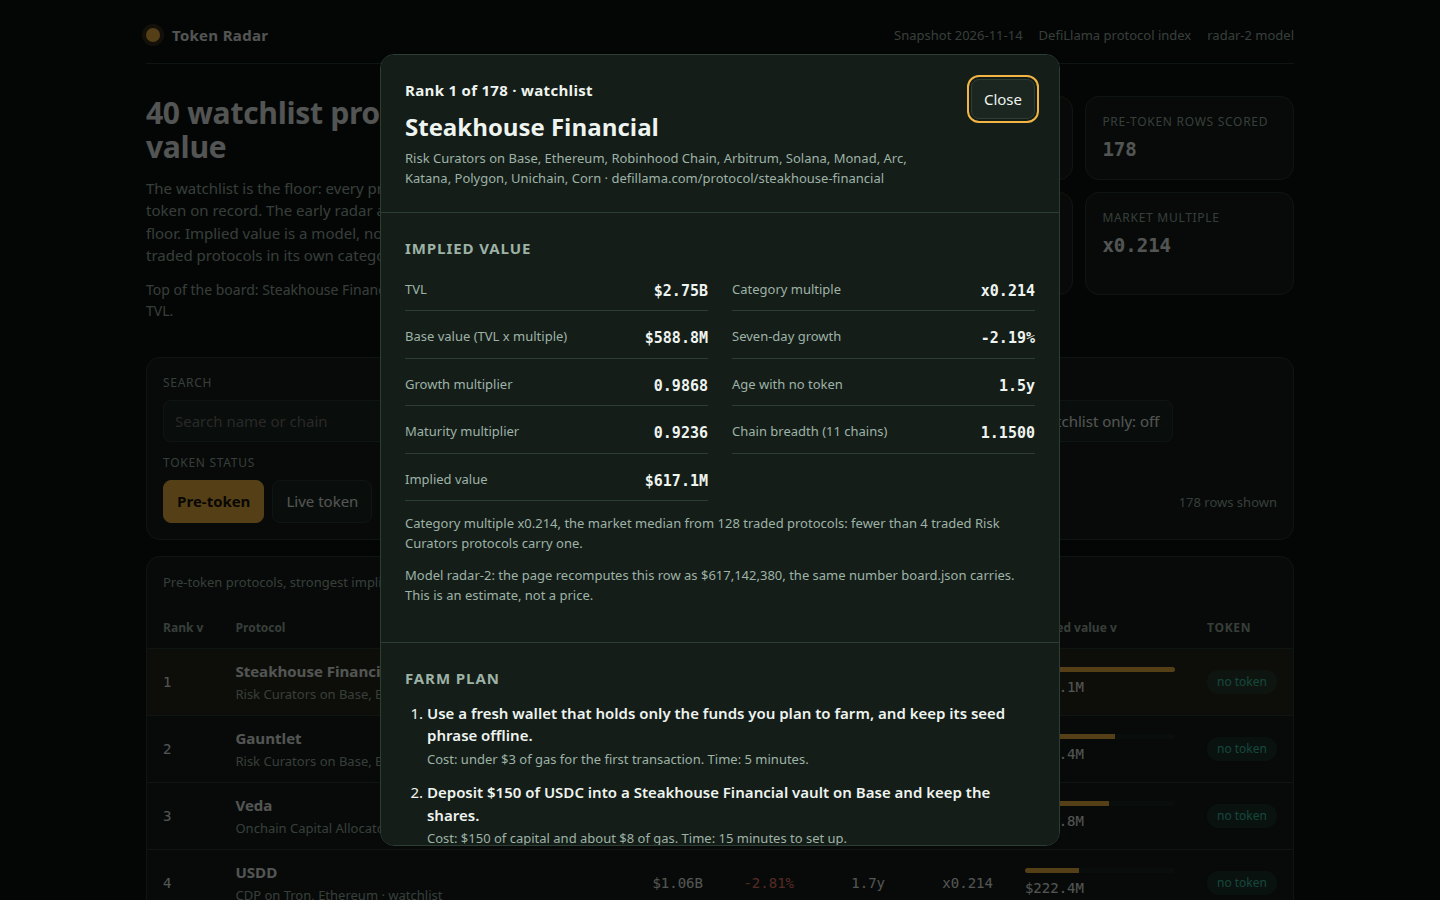 Token Radar
Snapshot 2026-11-14 DefiLlama protocol index radar-2 model
40 watchlist pro
value
The watchlist is the floor: every pr
token on record. The early radar a
floor. Implied value is a model, no
traded protocols in its own catego
Top of the board: Steakhouse Financ
TVL.
PRE-TOKEN ROWS SCORED
178
MARKET MULTIPLE
x0.214
SEARCH
Search name or chain
chlist only: off
TOKEN STATUS
Pre-token Live token
178 rows shown
Pre-token protocols, strongest impli
Rank v Protocol ed value v TOKEN
1 Steakhouse Financi .1M no token
Risk Curators on Base, E
2 Gauntlet .4M no token
Risk Curators on Base, E
3 Veda .8M no token
Onchain Capital Allocato
4 USDD $1.06B -2.81% 1.7y x0.214 $222.4M no token
CDP on Tron, Ethereum · watchlist
Rank 1 of 178 · watchlist
Close
Steakhouse Financial
Risk Curators on Base, Ethereum, Robinhood Chain, Arbitrum, Solana, Monad, Arc,
Katana, Polygon, Unichain, Corn · defillama.com/protocol/steakhouse-financial
IMPLIED VALUE
TVL $2.75B Category multiple x0.214
Base value (TVL x multiple) $588.8M Seven-day growth -2.19%
Growth multiplier 0.9868 Age with no token 1.5y
Maturity multiplier 0.9236 Chain breadth (11 chains) 1.1500
Implied value $617.1M
Category multiple x0.214, the market median from 128 traded protocols: fewer than 4 traded Risk
Curators protocols carry one.
Model radar-2: the page recomputes this row as $617,142,380, the same number board.json carries.
This is an estimate, not a price.
FARM PLAN
1. Use a fresh wallet that holds only the funds you plan to farm, and keep its seed
phrase offline.
Cost: under $3 of gas for the first transaction. Time: 5 minutes.
2. Deposit $150 of USDC into a Steakhouse Financial vault on Base and keep the
shares.
Cost: $150 of capital and about $8 of gas. Time: 15 minutes to set up.